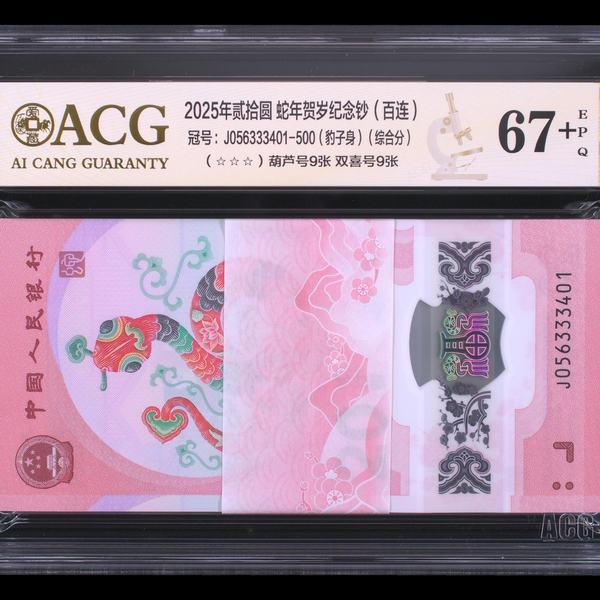 ACG
AI CANG GUARANTY
2025年贰拾圆 蛇年贺岁纪念钞（百连）
冠号：J056333401-500（豹子身）（综合分）
（☆☆☆）葫芦号9张 双喜号9张
67+
EPQ
中国人民银行
J056333401
ACG